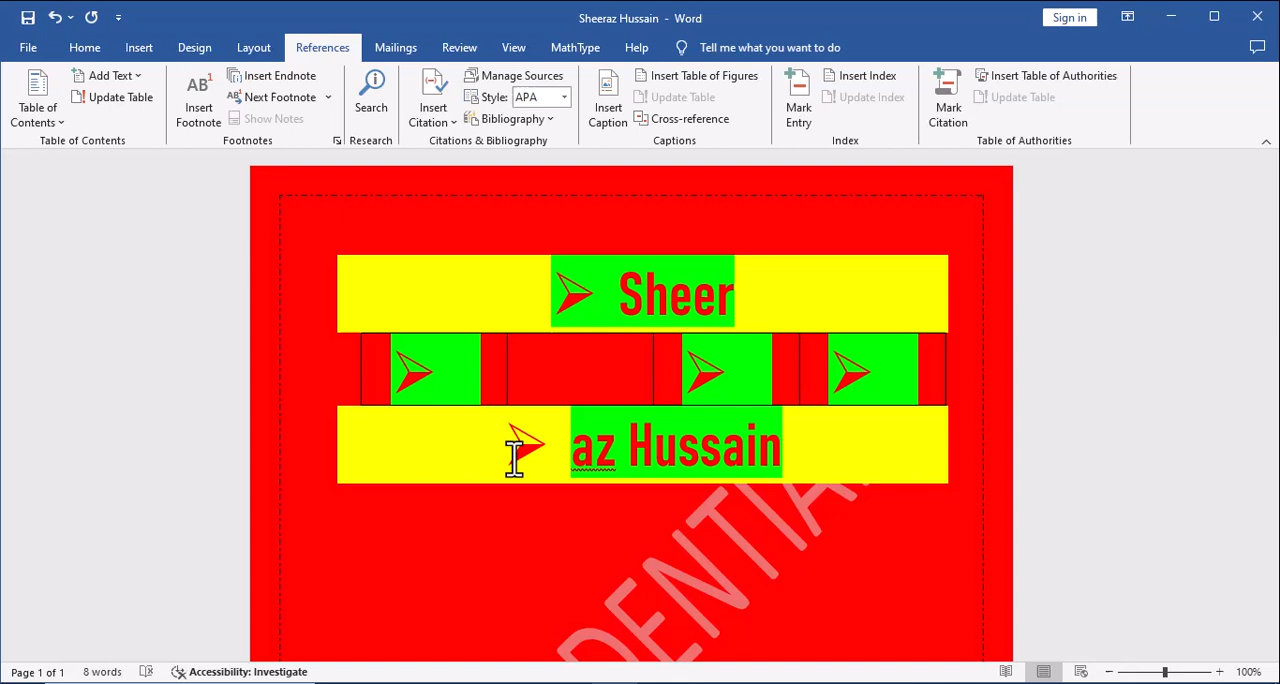 Sheeraz Hussain - Word
Sign in
File Home Insert Design Layout References Mailings Review View MathType Help Tell me what you want to do
Table of Contents
Add Text
Update Table
Table of Contents
AB1 Insert Footnote
Insert Endnote
AB Next Footnote
Show Notes
Footnotes
Search
Research
Insert Citation
Manage Sources
Style: APA
Bibliography
Citations & Bibliography
Insert Caption
Insert Table of Figures
Update Table
Cross-reference
Captions
Mark Entry
Insert Index
Update Index
Index
Mark Citation
Insert Table of Authorities
Update Table
Table of Authorities
Sheer
az Hussain
DENTIA
Page 1 of 1 8 words Accessibility: Investigate 100%